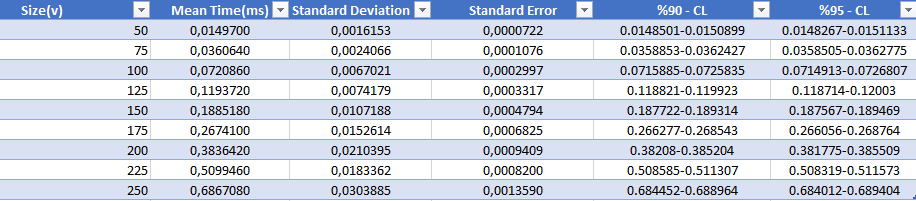 Size(v) Mean Time(ms) Standard Deviation Standard Error %90 - CL %95 - CL
50 0,0149700 0,0016153 0,0000722 0.0148501-0.0150899 0.0148267-0.0151133
75 0,0360640 0,0024066 0,0001076 0.0358853-0.0362427 0.0358505-0.0362775
100 0,0720860 0,0067021 0,0002997 0.0715885-0.0725835 0.0714913-0.0726807
125 0,1193720 0,0074179 0,0003317 0.118821-0.119923 0.118714-0.12003
150 0,1885180 0,0107188 0,0004794 0.187722-0.189314 0.187567-0.189469
175 0,2674100 0,0152614 0,0006825 0.266277-0.268543 0.266056-0.268764
200 0,3836420 0,0210395 0,0009409 0.38208-0.385204 0.381775-0.385509
225 0,5099460 0,0183362 0,0008200 0.508585-0.511307 0.508319-0.511573
250 0,6867080 0,0303885 0,0013590 0.684452-0.688964 0.684012-0.689404